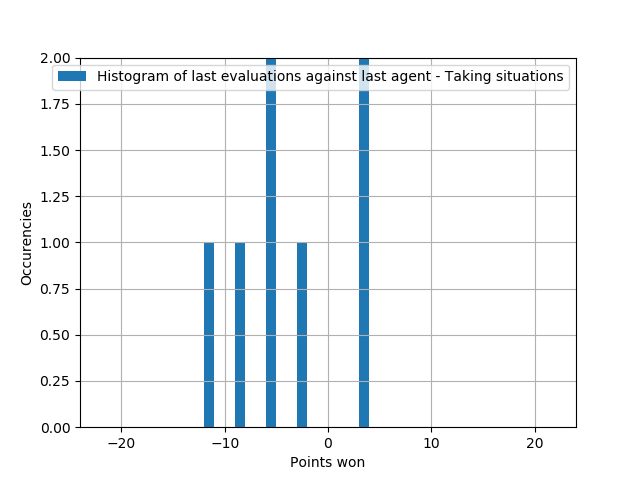 Histogram of last evaluations against last agent - Taking situations
2.00
1.75
1.50
1.25
1.00
0.75
0.50
0.25
0.00
Occurencies
−20 −10 0 10 20
Points won